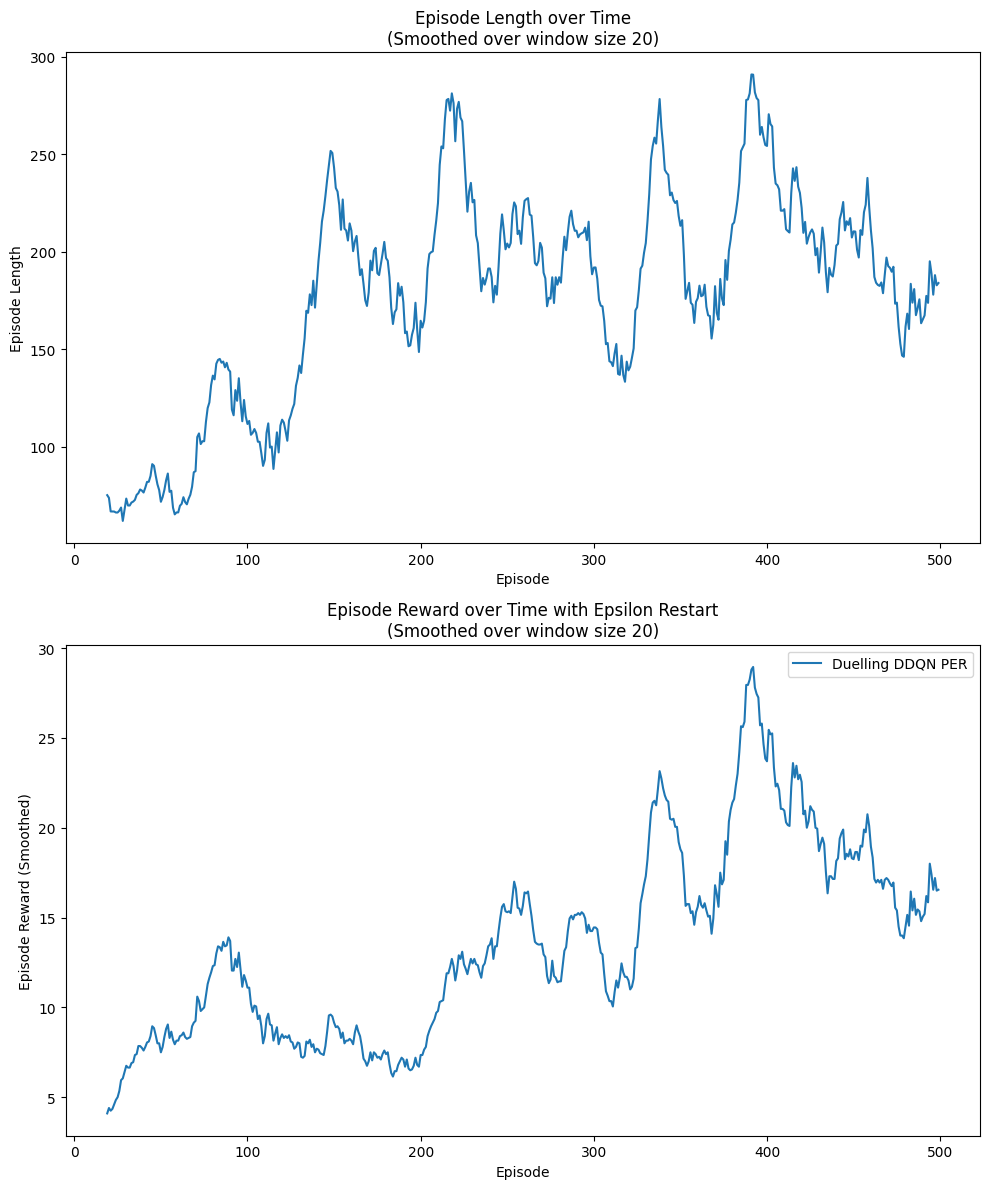 Episode Length over Time
(Smoothed over window size 20)
300
250
200
150
100
Episode Length
0
100
200
300
400
500
Episode
Episode Reward over Time with Epsilon Restart
(Smoothed over window size 20)
Duelling DDQN PER
30
25
20
15
10
5
Episode Reward (Smoothed)
0
100
200
300
400
500
Episode